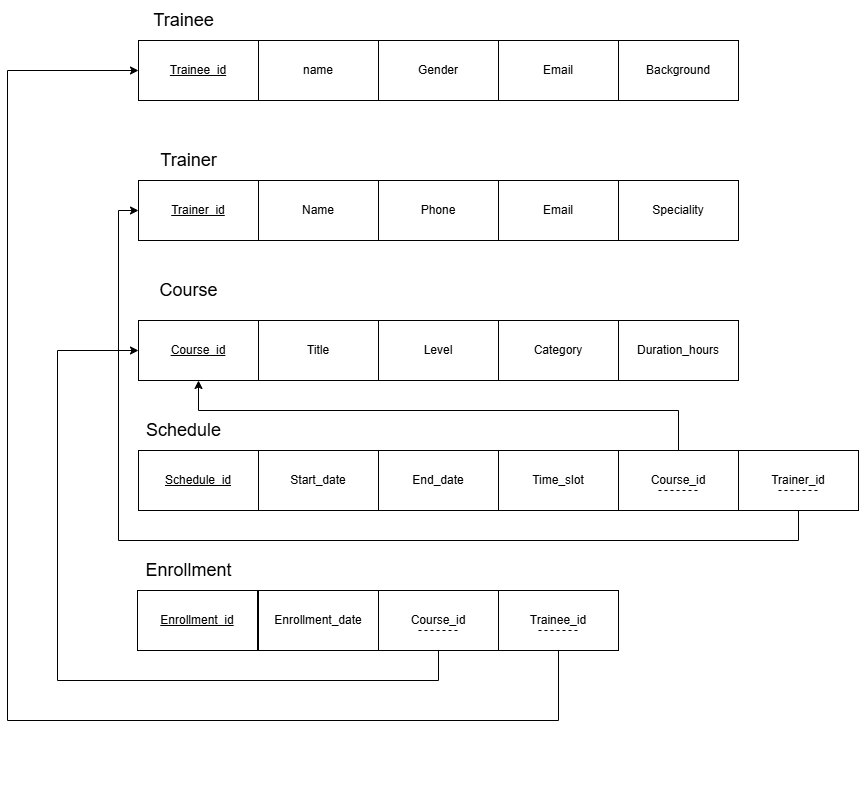 Trainee
Trainee_id name Gender Email Background
Trainer
Trainer_id Name Phone Email Speciality
Course
Course_id Title Level Category Duration_hours
Schedule
Schedule_id Start_date End_date Time_slot Course_id Trainer_id
Enrollment
Enrollment_id Enrollment_date Course_id Trainee_id